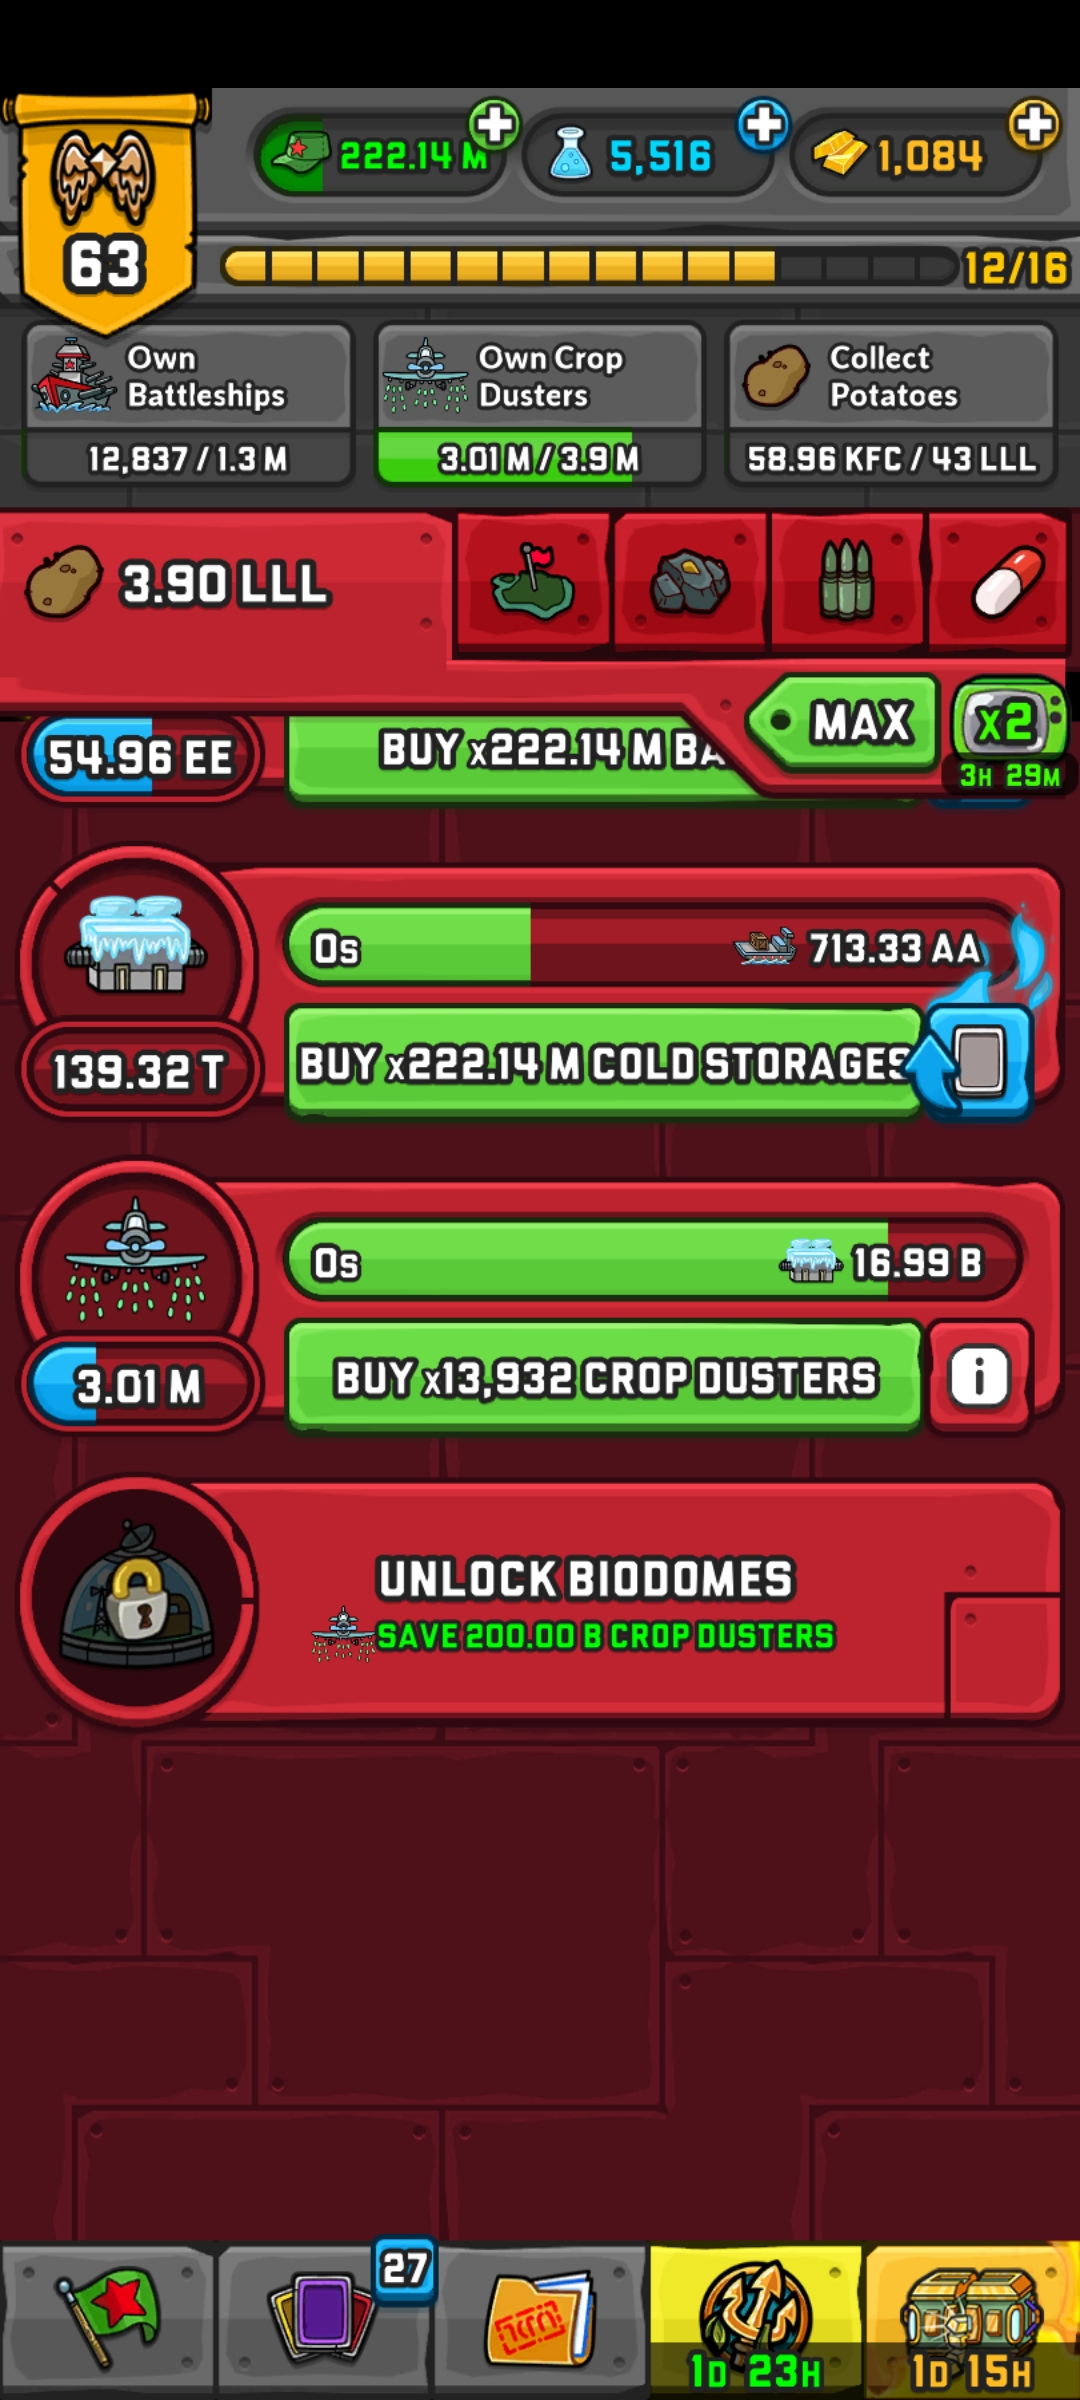 222.14 M
5,516
1,084
63
12/16
Own
Battleships
12,837 / 1.3 M
Own Crop
Dusters
3.01 M / 3.9 M
Collect
Potatoes
58.96 KFC / 43 LLL
3.90 LLL
MAX
x2
3H 29M
54.96 EE
BUY x222.14 M BA
0s
713.33 AA
139.32 T
BUY x222.14 M COLD STORAGES
0s
16.99 B
3.01 M
BUY x13,932 CROP DUSTERS
i
UNLOCK BIODOMES
SAVE 200.00 B CROP DUSTERS
27
1D 23H
1D 15H